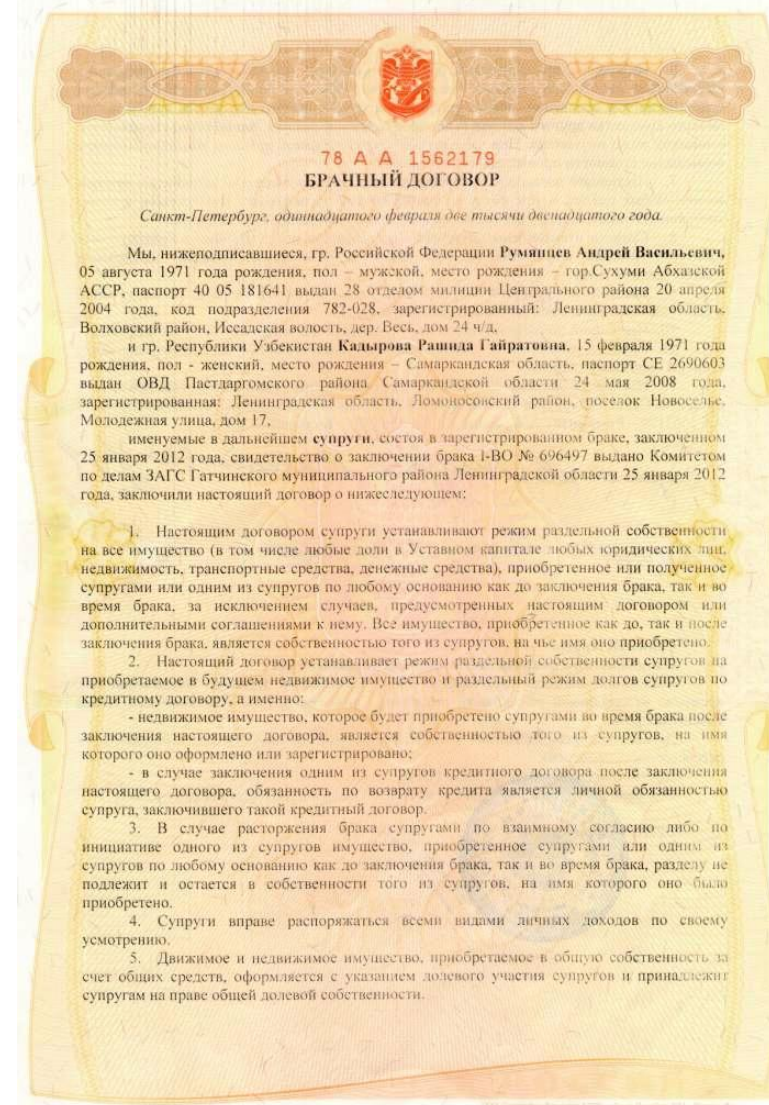 78 А А 1562179
БРАЧНЫЙ ДОГОВОР
Санкт-Петербург, одиннадцатого февраля две тысячи двенадцатого года.
Мы, нижеподписавшиеся, гр. Российской Федерации Румянцев Андрей Васильевич,
05 августа 1971 года рождения, пол – мужской, место рождения – гор.Сухуми Абхазской
АССР, паспорт 40 05 181641 выдан 28 отделом милиции Центрального района 20 апреля
2004 года, код подразделения 782-028, зарегистрированный: Ленинградская область,
Волховский район, Иссадская волость, дер. Весь, дом 24 ч/д,
и гр. Республики Узбекистан Кадырова Рашида Гайратовна, 15 февраля 1971 года
рождения, пол - женский, место рождения – Самаркандская область, паспорт СЕ 2690603
выдан ОВД Пастдаргомского района Самаркандской области 24 мая 2008 года,
зарегистрированная: Ленинградская область, Ломоносовский район, поселок Новоселье,
Молодежная улица, дом 17,
именуемые в дальнейшем супруги, состоя в зарегистрированном браке, заключенном
25 января 2012 года, свидетельство о заключении брака I-ВО № 696497 выдано Комитетом
по делам ЗАГС Гатчинского муниципального района Ленинградской области 25 января 2012
года, заключили настоящий договор о нижеследующем:
1. Настоящим договором супруги устанавливают режим раздельной собственности
на все имущество (в том числе любые доли в Уставном капитале любых юридических лиц,
недвижимость, транспортные средства, денежные средства), приобретенное или полученное
супругами или одним из супругов по любому основанию как до заключения брака, так и во
время брака, за исключением случаев, предусмотренных настоящим договором или
дополнительными соглашениями к нему. Все имущество, приобретенное как до, так и после
заключения брака, является собственностью того из супругов, на чье имя оно приобретено.
2. Настоящий договор устанавливает режим раздельной собственности супругов на
приобретаемое в будущем недвижимое имущество и раздельный режим долгов супругов по
кредитному договору, а именно:
- недвижимое имущество, которое будет приобретено супругами во время брака после
заключения настоящего договора, является собственностью того из супругов, на имя
которого оно оформлено или зарегистрировано;
- в случае заключения одним из супругов кредитного договора после заключения
настоящего договора, обязанность по возврату кредита является личной обязанностью
супруга, заключившего такой кредитный договор.
3. В случае расторжения брака супругами по взаимному согласию либо по
инициативе одного из супругов имущество, приобретенное супругами или одним из
супругов по любому основанию как до заключения брака, так и во время брака, разделу не
подлежит и остается в собственности того из супругов, на имя которого оно было
приобретено.
4. Супруги вправе распоряжаться всеми видами личных доходов по своему
усмотрению.
5. Движимое и недвижимое имущество, приобретаемое в общую собственность за
счет общих средств, оформляется с указанием долевого участия супругов и принадлежит
супругам на праве общей долевой собственности.